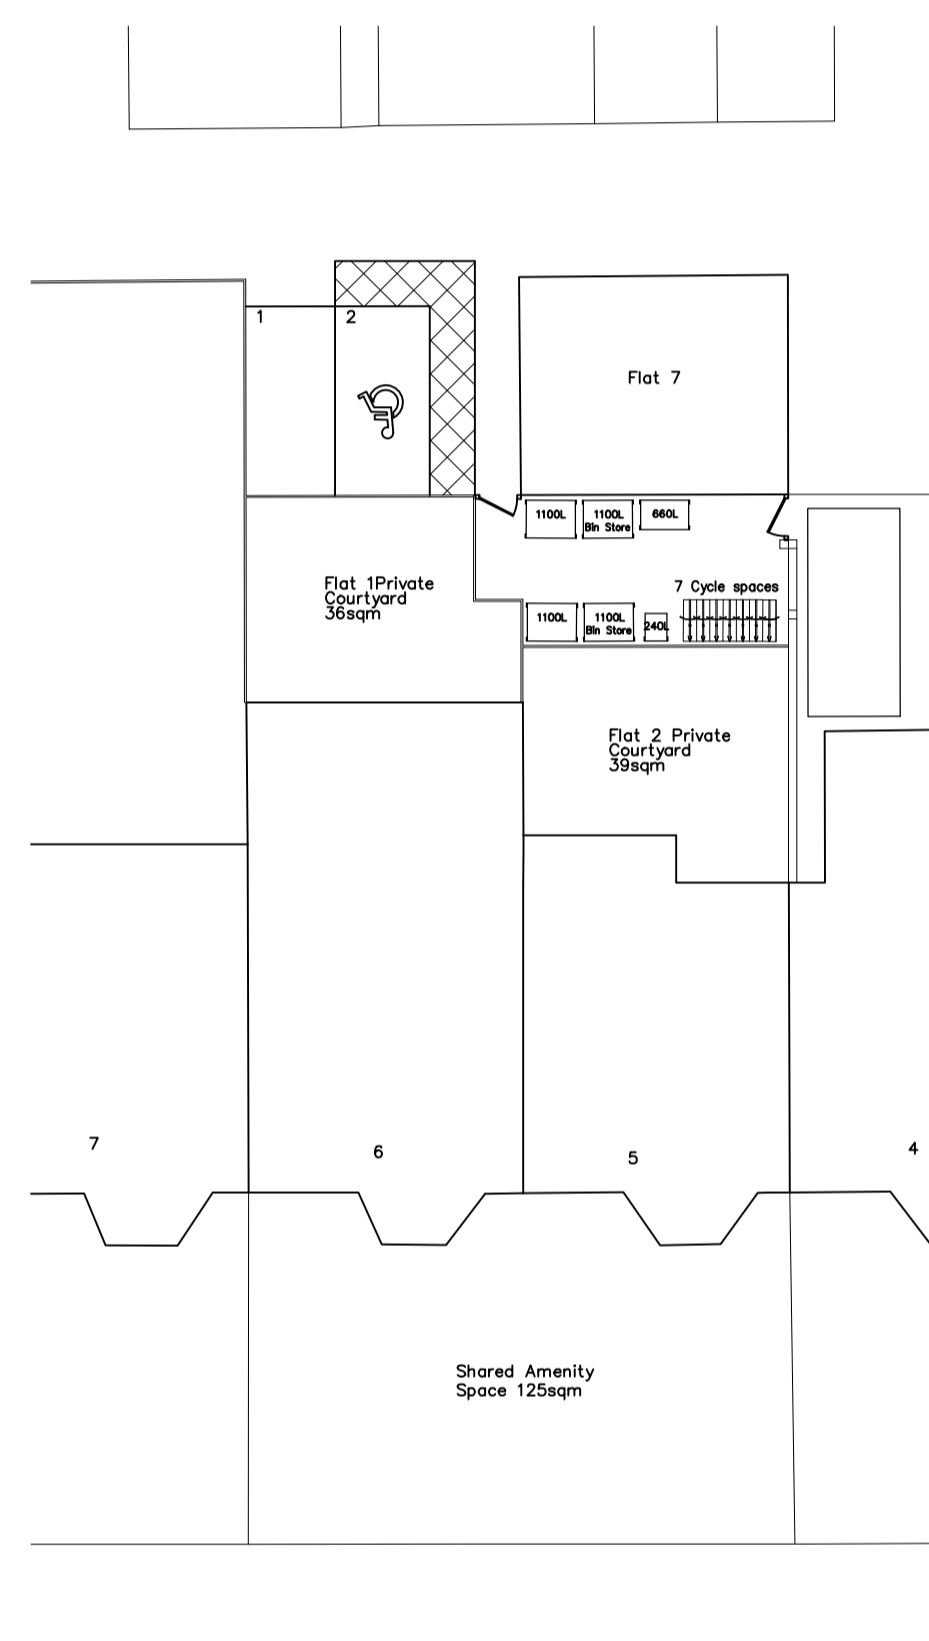 1
2
Flat 7
1100L
1100L
Bin Store
660L
Flat 1Private
Courtyard
36sqm
7 Cycle spaces
1100L
1100L
Bin Store
240L
Flat 2 Private
Courtyard
39sqm
7
6
5
4
Shared Amenity
Space 125sqm